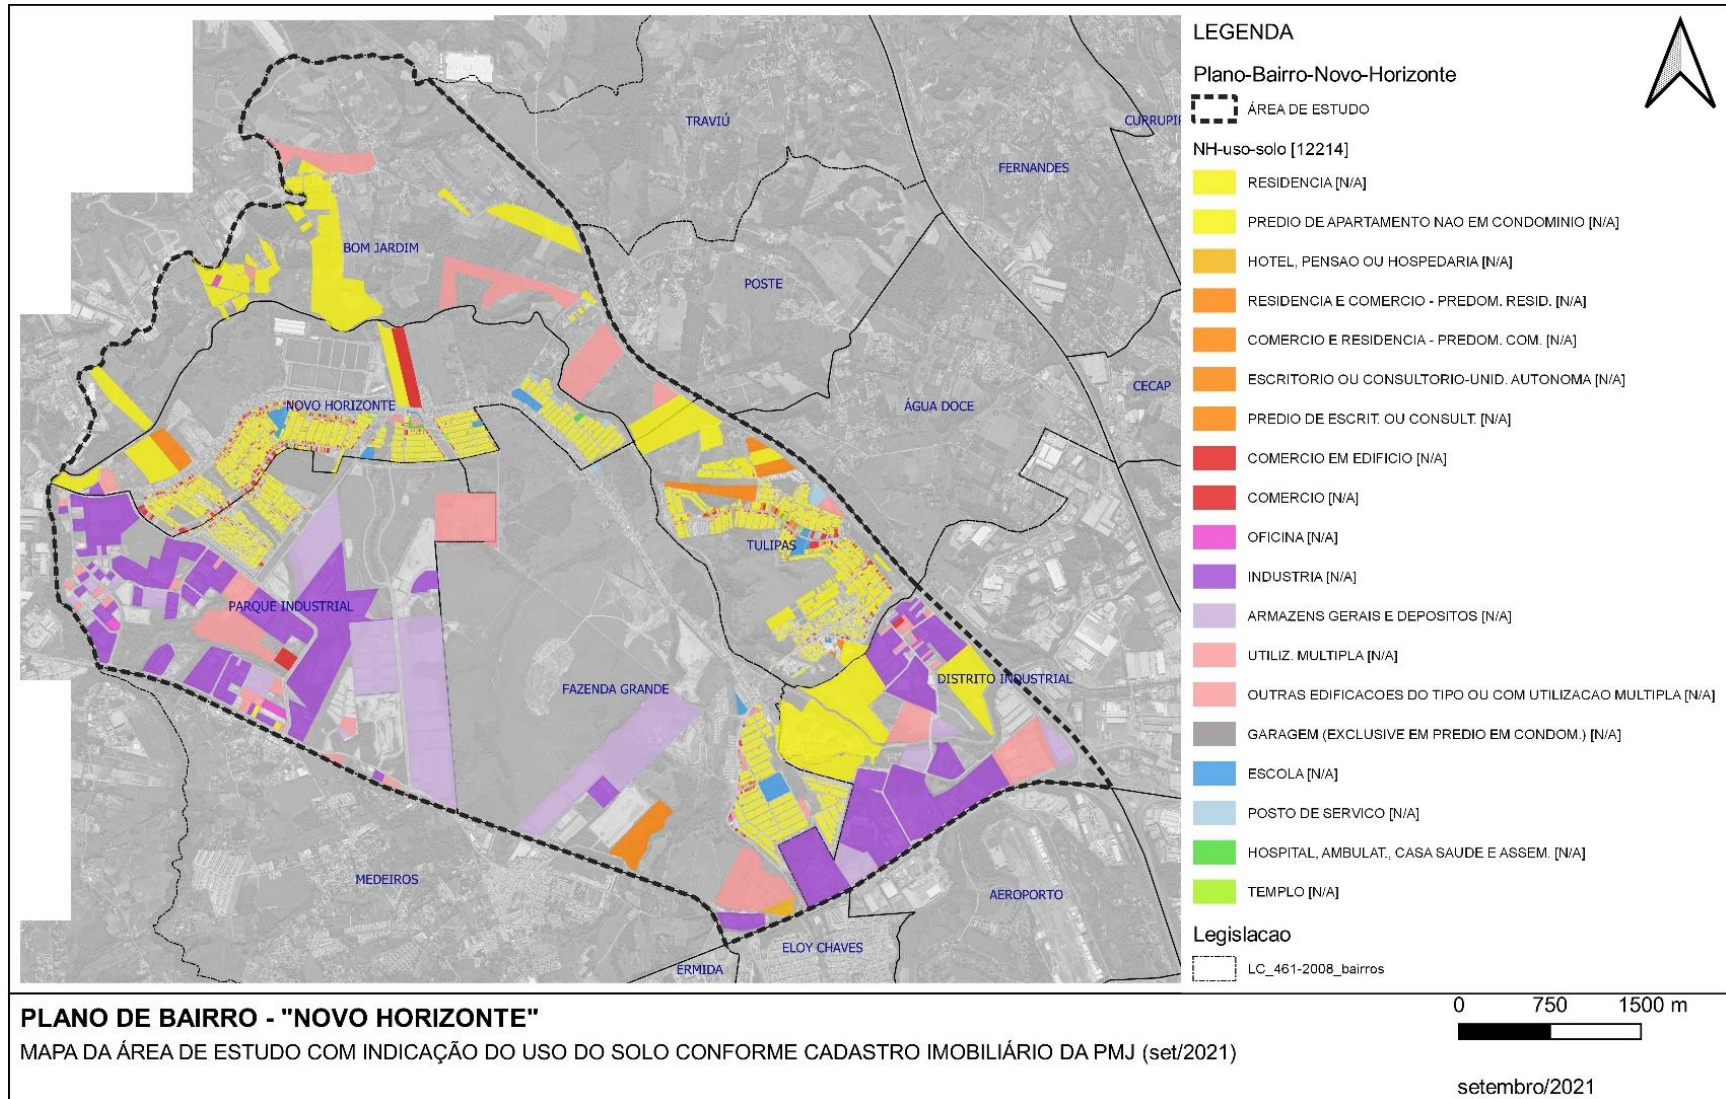 TRAVIÚ
FERNANDES
BOM JARDIM
POSTE
CECAP
NOVO HORIZONTE
ÁGUA DOCE
TULIPAS
PARQUE INDUSTRIAL
FAZENDA GRANDE
DISTRITO INDUSTRIAL
MEDEIROS
AEROPORTO
ELOY CHAVES
ERMIDA
LEGENDA
Plano-Bairro-Novo-Horizonte
ÁREA DE ESTUDO
NH-uso-solo [12214]
RESIDENCIA [N/A]
PREDIO DE APARTAMENTO NAO EM CONDOMINIO [N/A]
HOTEL, PENSAO OU HOSPEDARIA [N/A]
RESIDENCIA E COMERCIO - PREDOM. RESID. [N/A]
COMERCIO E RESIDENCIA - PREDOM. COM. [N/A]
ESCRITORIO OU CONSULTORIO-UNID. AUTONOMA [N/A]
PREDIO DE ESCRIT. OU CONSULT. [N/A]
COMERCIO EM EDIFICIO [N/A]
COMERCIO [N/A]
OFICINA [N/A]
INDUSTRIA [N/A]
ARMAZENS GERAIS E DEPOSITOS [N/A]
UTILIZ. MULTIPLA [N/A]
OUTRAS EDIFICACOES DO TIPO OU COM UTILIZACAO MULTIPLA [N/A]
GARAGEM (EXCLUSIVE EM PREDIO EM CONDOM.) [N/A]
ESCOLA [N/A]
POSTO DE SERVICO [N/A]
HOSPITAL, AMBULAT., CASA SAUDE E ASSEM. [N/A]
TEMPLO [N/A]
Legislacao
LC_461-2008_bairros
PLANO DE BAIRRO - "NOVO HORIZONTE"
MAPA DA ÁREA DE ESTUDO COM INDICAÇÃO DO USO DO SOLO CONFORME CADASTRO IMOBILIÁRIO DA PMJ (set/2021)
0 750 1500 m
setembro/2021